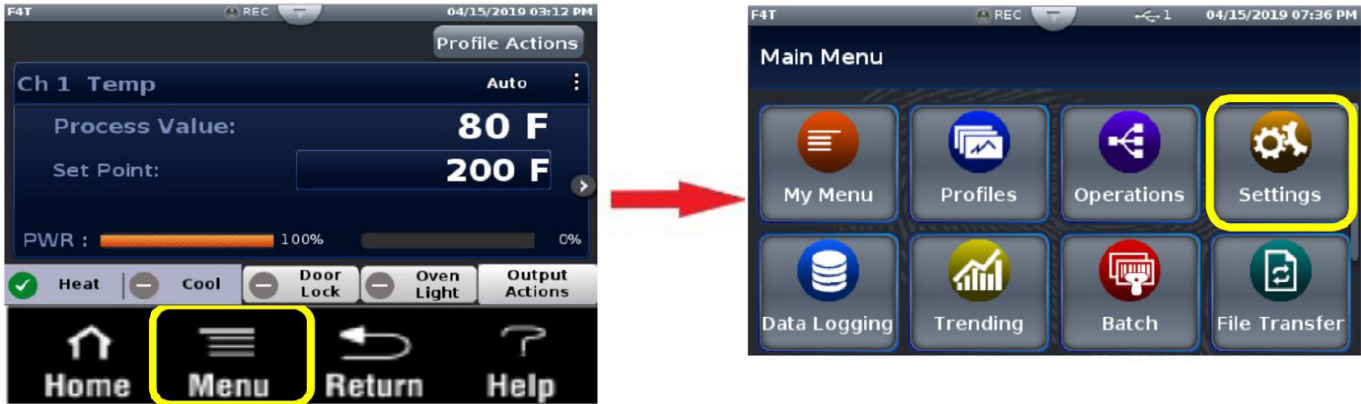 F4T REC 04/15/2019 03:12 PM
Profile Actions
Ch 1 Temp Auto
Process Value: 80 F
Set Point: 200 F
PWR : 100% 0%
Heat Cool Door Lock Oven Light Output Actions
Home Menu Return Help
F4T REC 1 04/15/2019 07:36 PM
Main Menu
My Menu Profiles Operations Settings
Data Logging Trending Batch File Transfer